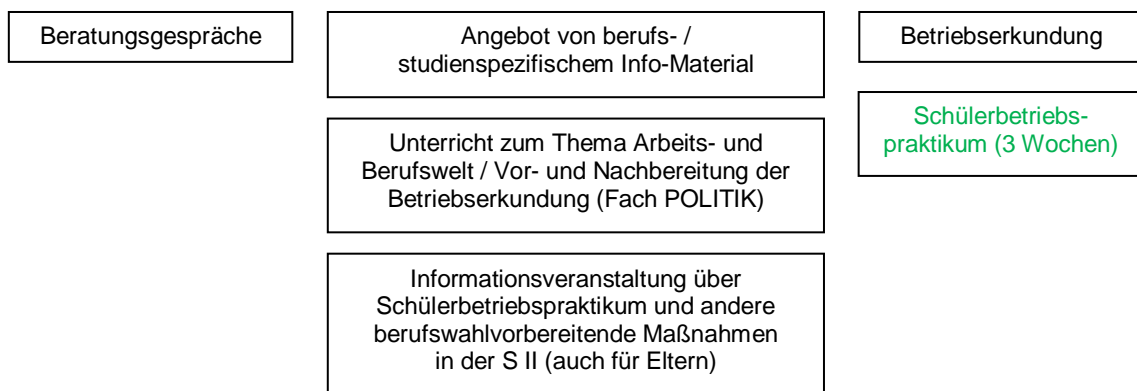 Beratungsgespräche
Angebot von berufs- /
studienspezifischem Info-Material
Unterricht zum Thema Arbeits- und
Berufswelt / Vor- und Nachbereitung der
Betriebserkundung (Fach POLITIK)
Informationsveranstaltung über
Schülerbetriebspraktikum und andere
berufswahlvorbereitende Maßnahmen
in der S II (auch für Eltern)
Betriebserkundung
Schülerbetriebs-
praktikum (3 Wochen)